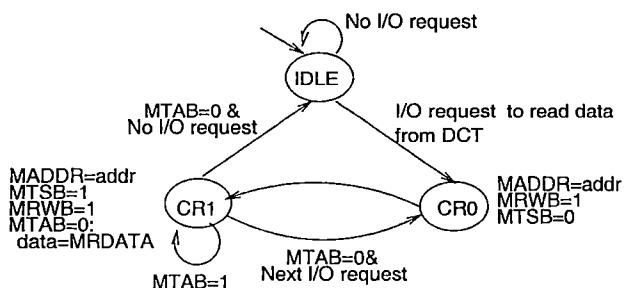 No I/O request
IDLE
MTAB=0 &
No I/O request
I/O request to read data
from DCT
MADDR=addr
MTSB=1
MRWB=1
MTAB=0:
data=MRDATA
CR1
CR0
MADDR=addr
MRWB=1
MTSB=0
MTAB=0&
Next I/O request
MTAB=1